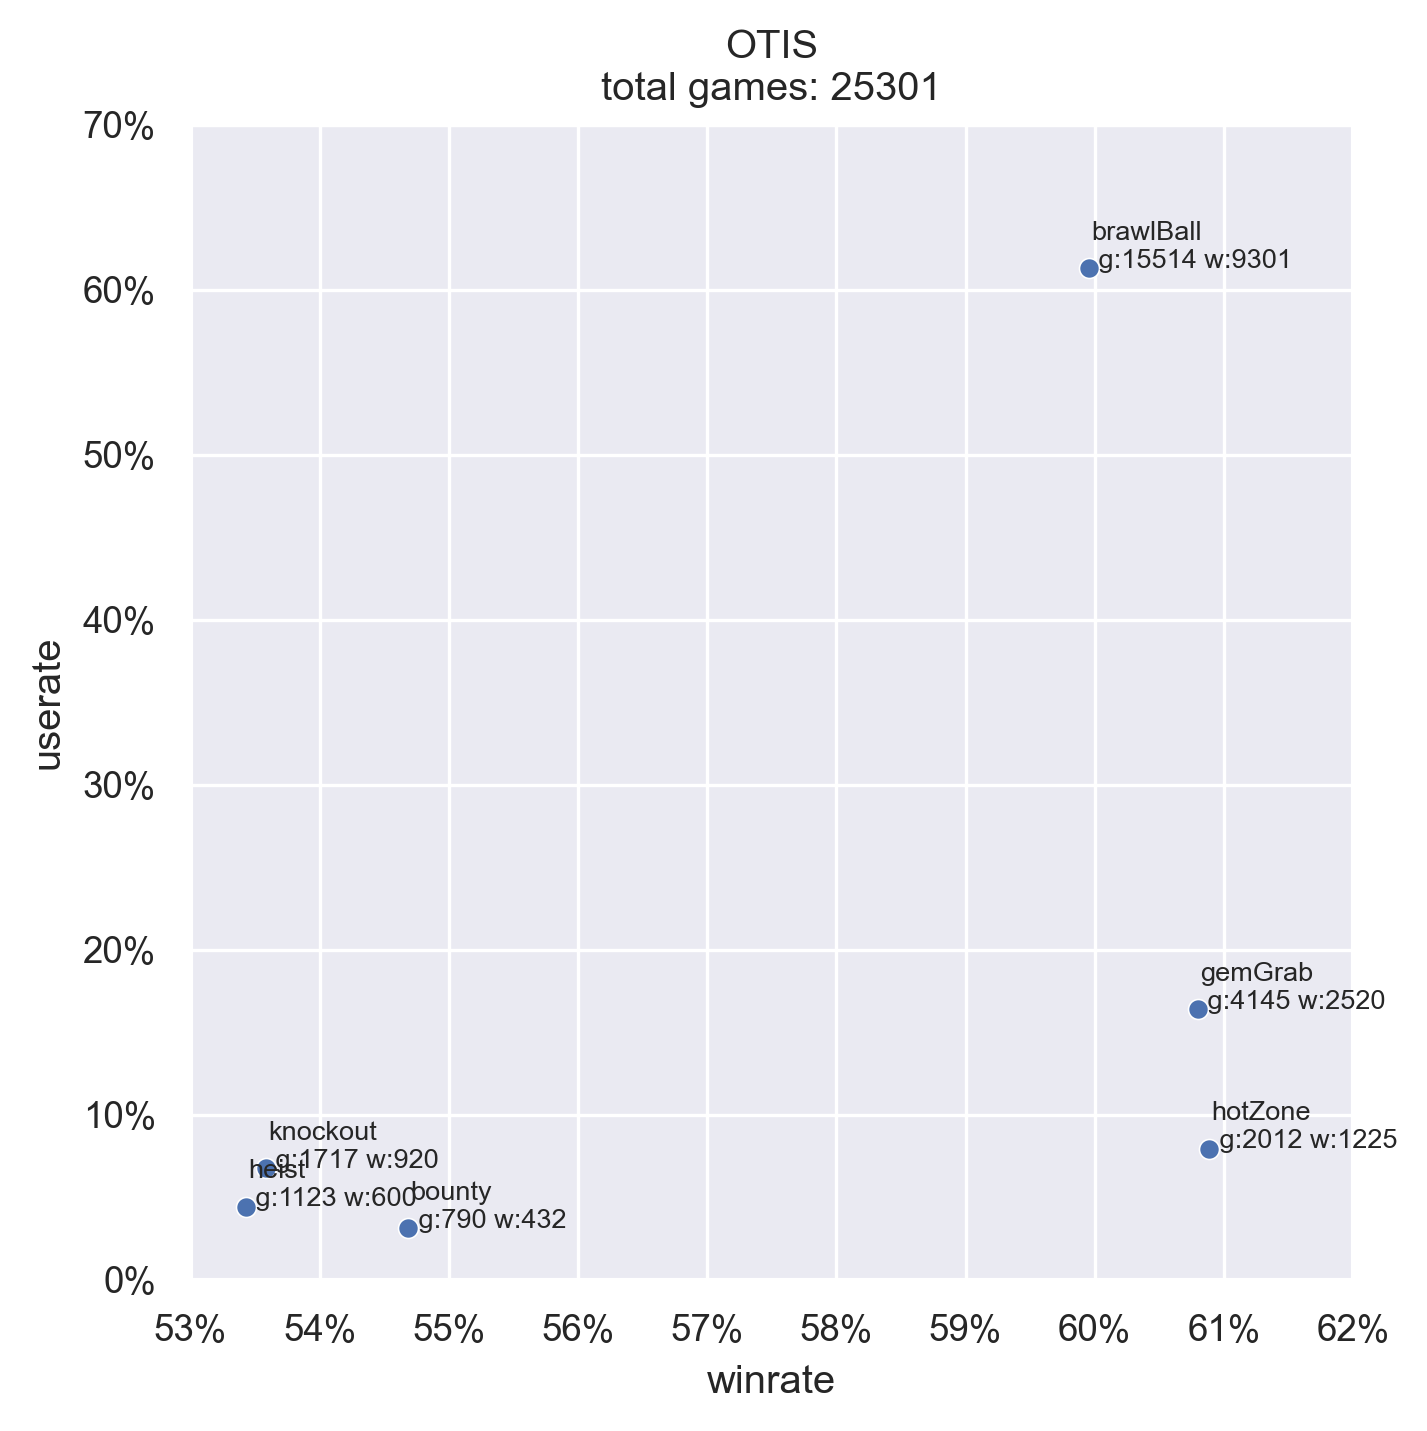 OTIS
total games: 25301
70%
60%
50%
40%
30%
20%
10%
0%
userate
brawlBall
g:15514 w:9301
gemGrab
g:4145 w:2520
hotZone
g:2012 w:1225
knockout
g:1717 w:920
heist
g:1123 w:600
bounty
g:790 w:432
53% 54% 55% 56% 57% 58% 59% 60% 61% 62%
winrate